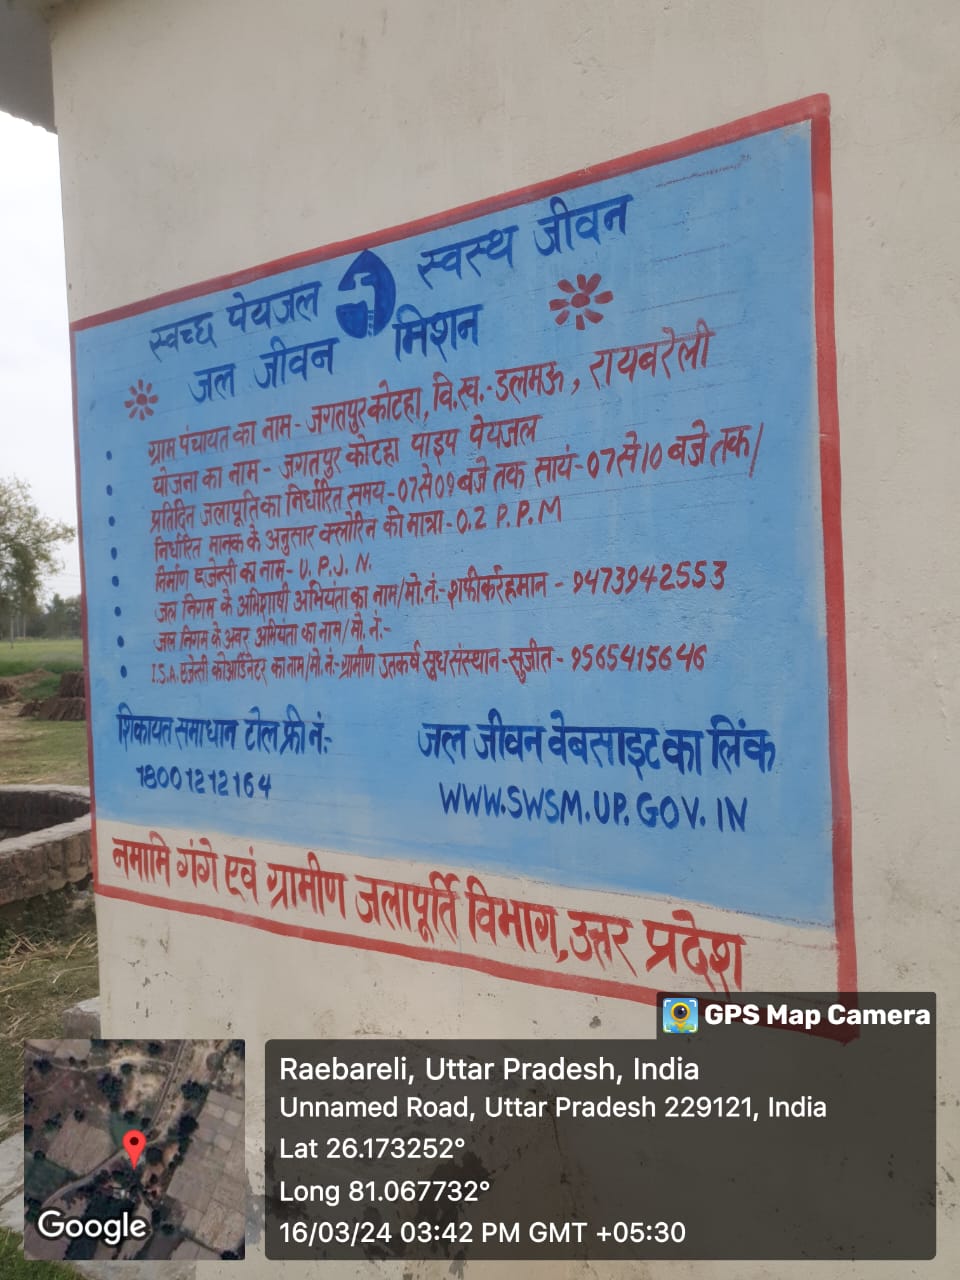 स्वच्छ पेयजल स्वस्थ जीवन
जल जीवन मिशन
ग्राम पंचायत का नाम - जगतपुर कोटहा, वि.ख.- डलमऊ, रायबरेली
योजना का नाम - जगतपुर कोटहा पाइप पेयजल
प्रतिदिन जलापूर्ति का निर्धारित समय - 07 से 09 बजे तक सायं - 07 से 10 बजे तक/
निर्धारित मानक के अनुसार क्लोरिन की मात्रा - 0.2 P.P.M
निर्माण एजेन्सी का नाम - U.P.J.N.
जल निगम के अभिशाषी अभियंता का नाम/मो.नं.- शफीकर्रहमान - 9473942553
जल निगम के अवर अभियंता का नाम/मो.नं.-
I.S.A. एजेन्सी कोआर्डिनेटर का नाम/मो.नं.- ग्रामीण उतकर्ष सुध संस्थान - सुजीत - 9565415646
शिकायत समाधान टोल फ्री नं:-
18001212164
जल जीवन वेबसाइट का लिंक
WWW.SWSM.UP.GOV.IN
नमामि गंगे एवं ग्रामीण जलापूर्ति विभाग, उत्तर प्रदेश
GPS Map Camera
Raebareli, Uttar Pradesh, India
Unnamed Road, Uttar Pradesh 229121, India
Lat 26.173252°
Long 81.067732°
16/03/24 03:42 PM GMT +05:30
Google